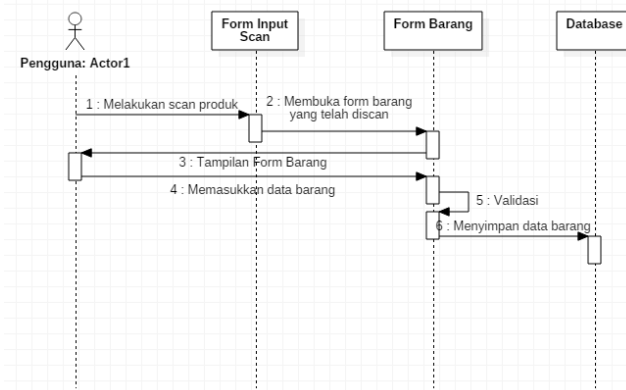 Form Input
Scan
Form Barang
Database
Pengguna: Actor1
1 : Melakukan scan produk
2 : Membuka form barang
yang telah discan
3 : Tampilan Form Barang
4 : Memasukkan data barang
5 : Validasi
6 : Menyimpan data barang